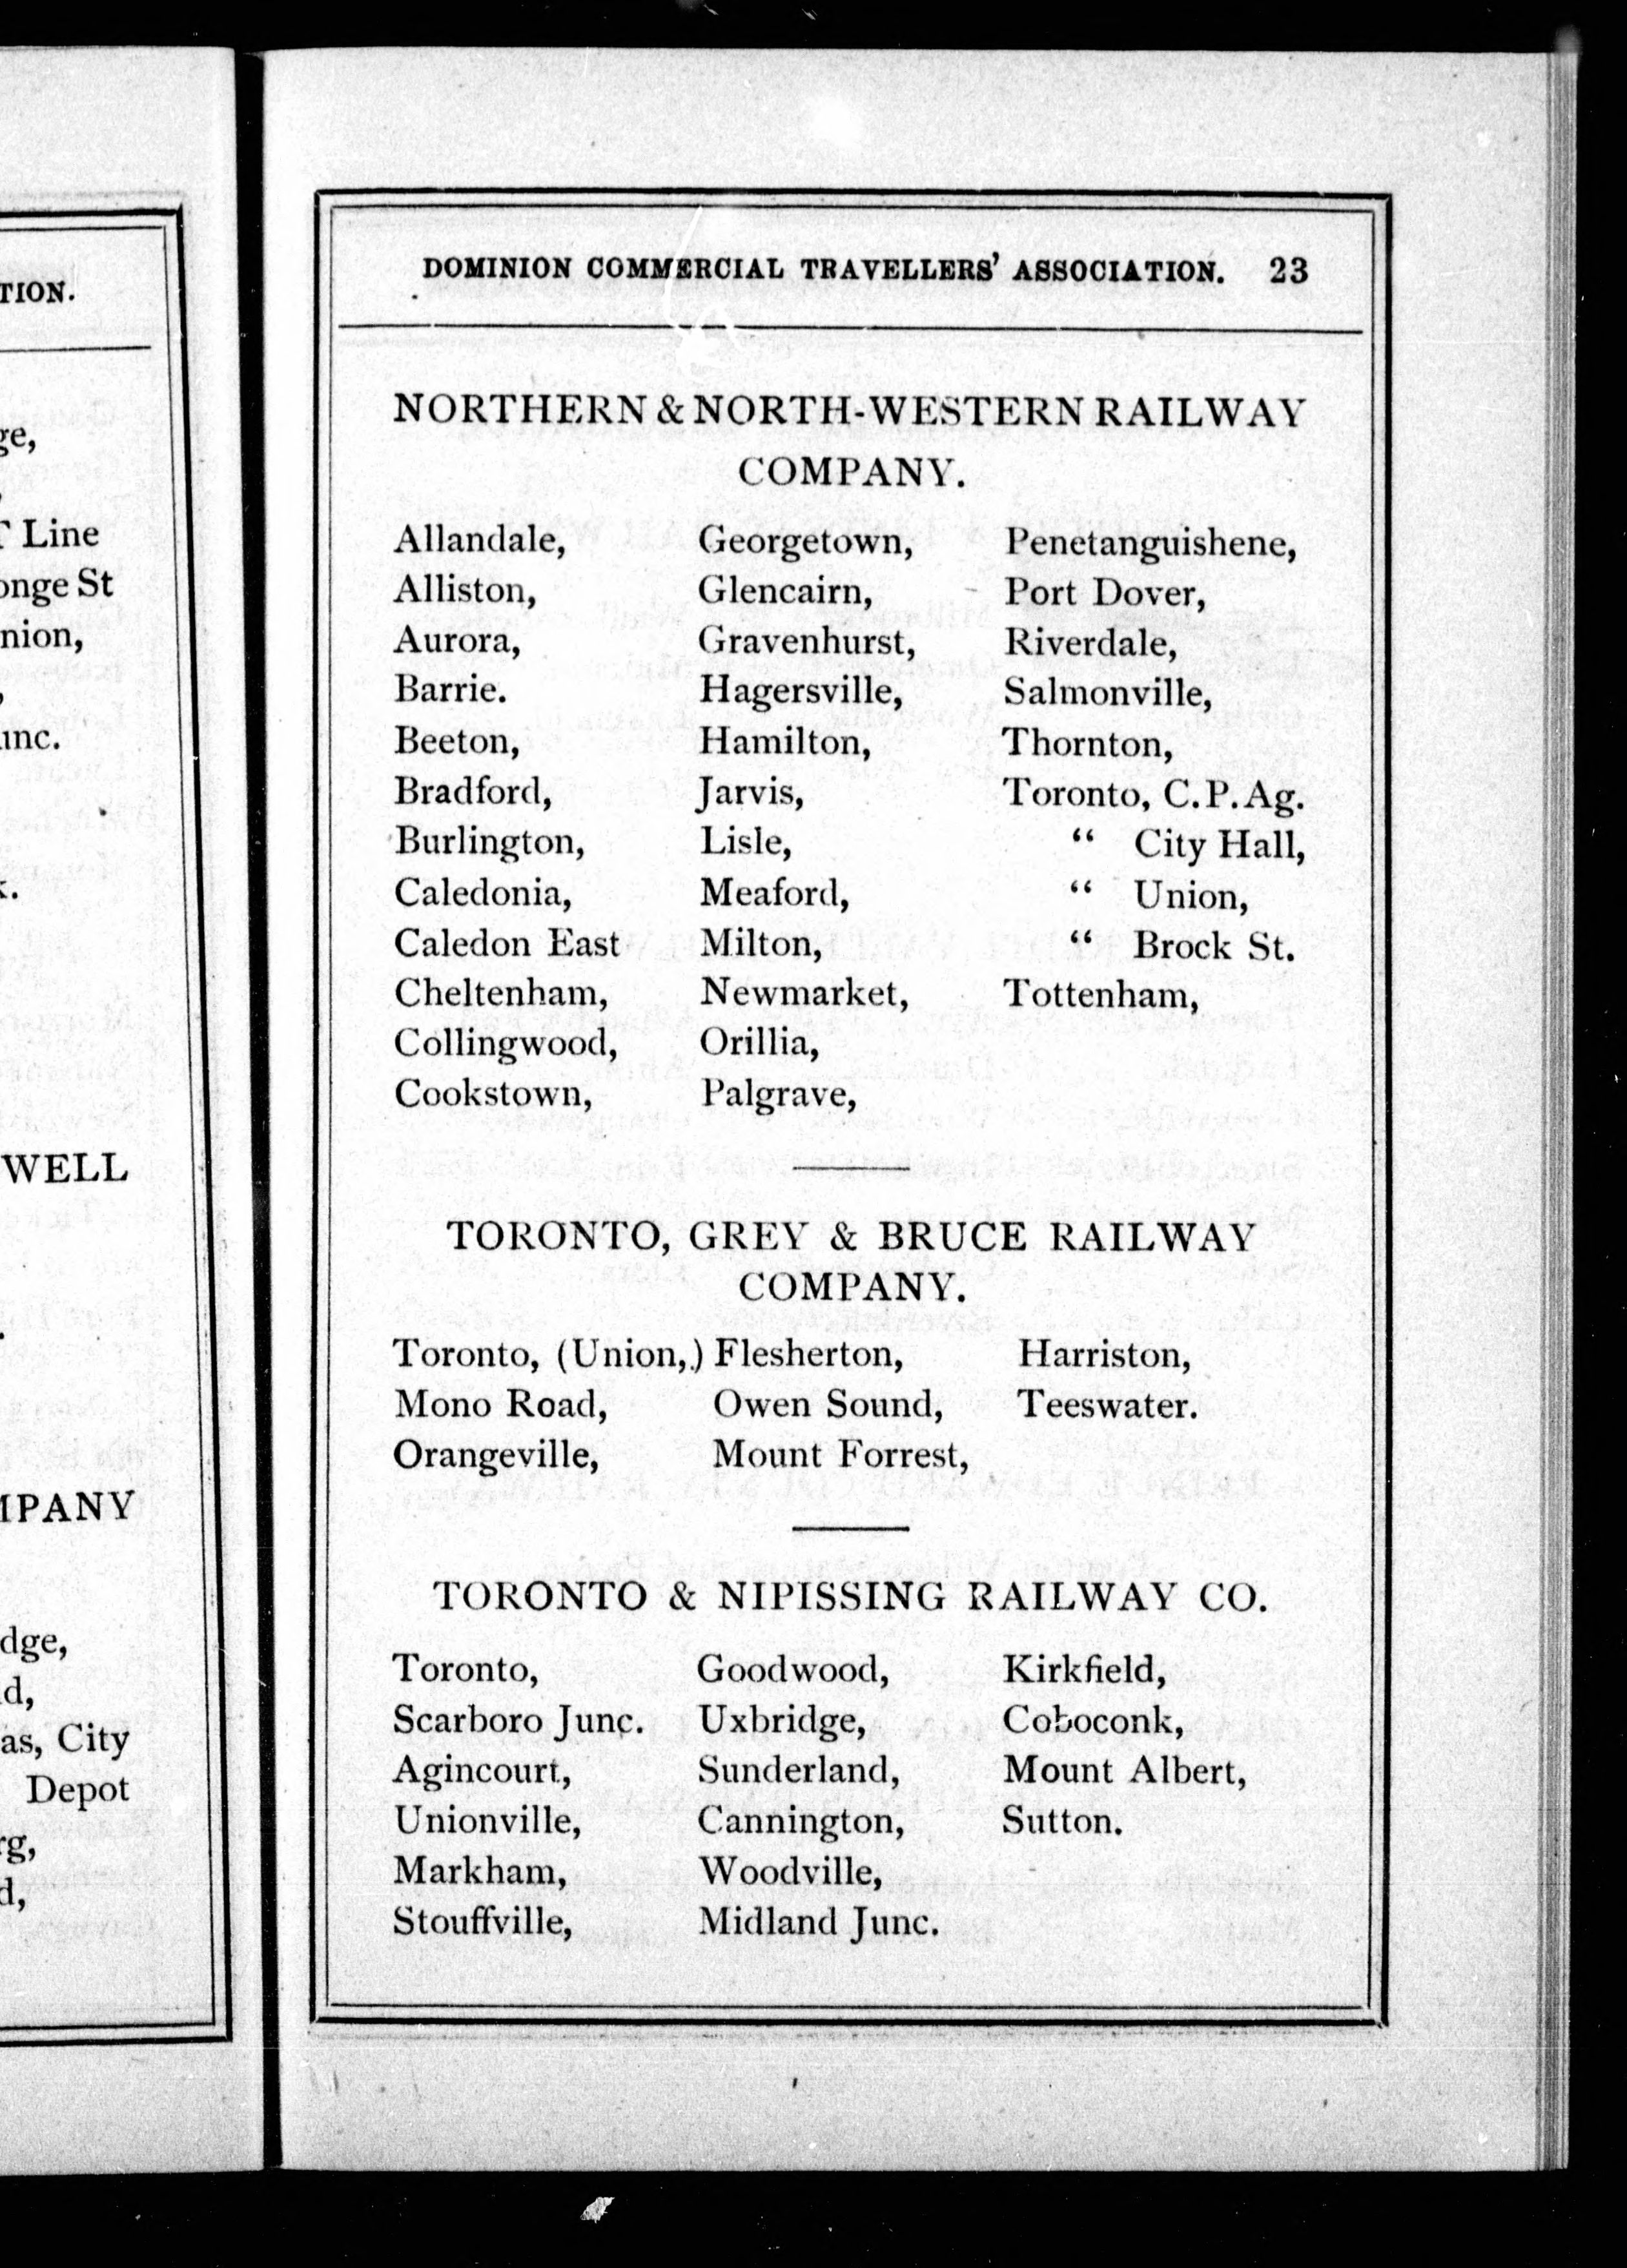 TION.
Line
onge St
nion,
unc.
WELL
MPANY
dge,
as, City
Depot
DOMINION COMMERCIAL TRAVELLERS' ASSOCIATION. 23
NORTHERN & NORTH-WESTERN RAILWAY
COMPANY.
Allandale, Georgetown, Penetanguishene,
Alliston, Glencairn, Port Dover,
Aurora, Gravenhurst, Riverdale,
Barrie. Hagersville, Salmonville,
Beeton, Hamilton, Thornton,
Bradford, Jarvis, Toronto, C.P.Ag.
Burlington, Lisle, “ City Hall,
Caledonia, Meaford, “ Union,
Caledon East Milton, “ Brock St.
Cheltenham, Newmarket, Tottenham,
Collingwood, Orillia,
Cookstown, Palgrave,
TORONTO, GREY & BRUCE RAILWAY
COMPANY.
Toronto, (Union,) Flesherton, Harriston,
Mono Road, Owen Sound, Teeswater.
Orangeville, Mount Forrest,
TORONTO & NIPISSING RAILWAY CO.
Toronto, Goodwood, Kirkfield,
Scarboro Junc. Uxbridge, Coboconk,
Agincourt, Sunderland, Mount Albert,
Unionville, Cannington, Sutton.
Markham, Woodville,
Stouffville, Midland Junc.